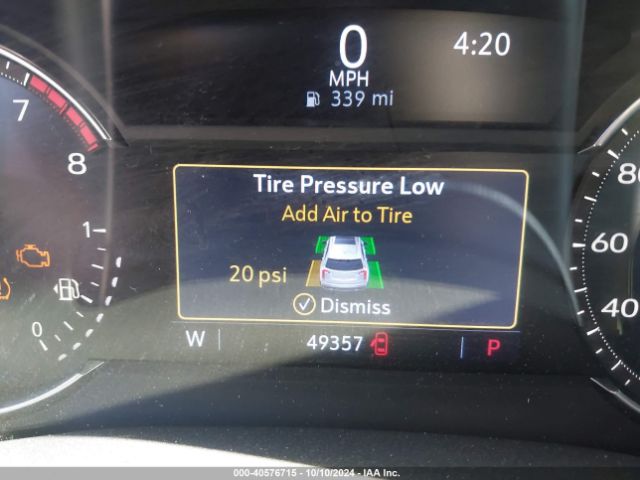 0
MPH
339 mi
4:20
7
8
1
0
Tire Pressure Low
Add Air to Tire
20 psi
Dismiss
W
49357
P
80
60
40
000-40576715 - 10/10/2024 - IAA Inc.